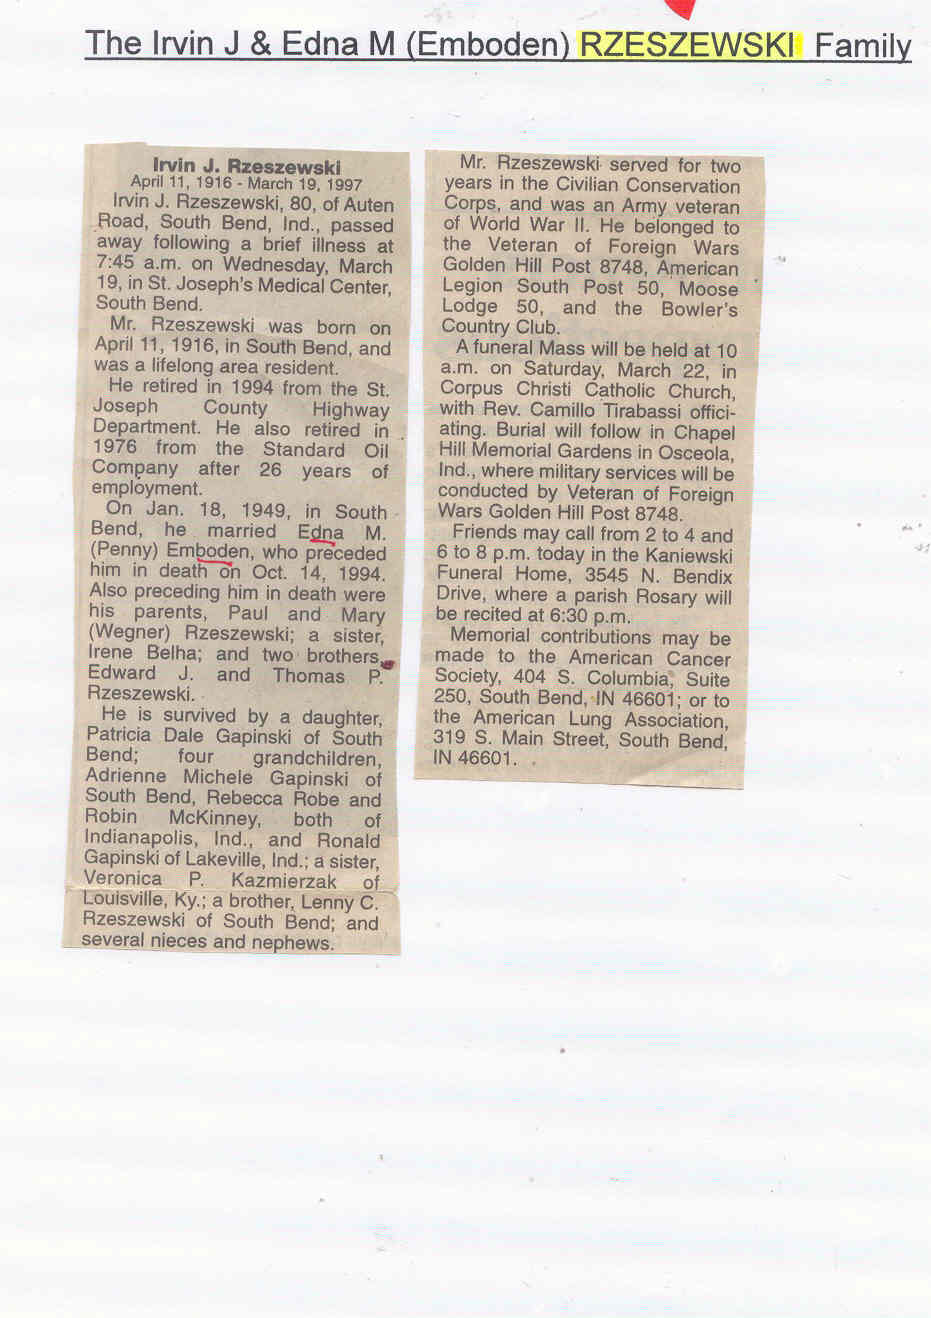 The Irvin J & Edna M (Emboden) RZESZEWSKI Family
Irvin J. Rzeszewski
April 11, 1916 - March 19, 1997
Irvin J. Rzeszewski, 80, of Auten
Road, South Bend, Ind., passed
away following a brief illness at
7:45 a.m. on Wednesday, March
19, in St. Joseph's Medical Center,
South Bend.
Mr. Rzeszewski was born on
April 11, 1916, in South Bend, and
was a lifelong area resident.
He retired in 1994 from the St.
Joseph County Highway
Department. He also retired in
1976 from the Standard Oil
Company after 26 years of
employment.
On Jan. 18, 1949, in South
Bend, he married Edna M.
(Penny) Emboden, who preceded
him in death on Oct. 14, 1994.
Also preceding him in death were
his parents, Paul and Mary
(Wegner) Rzeszewski; a sister,
Irene Belha; and two brothers,
Edward J. and Thomas P.
Rzeszewski.
He is survived by a daughter,
Patricia Dale Gapinski of South
Bend; four grandchildren,
Adrienne Michele Gapinski of
South Bend, Rebecca Robe and
Robin McKinney, both of
Indianapolis, Ind., and Ronald
Gapinski of Lakeville, Ind.; a sister,
Veronica P. Kazmierzak of
Louisville, Ky.; a brother, Lenny C.
Rzeszewski of South Bend; and
several nieces and nephews.
Mr. Rzeszewski served for two
years in the Civilian Conservation
Corps, and was an Army veteran
of World War II. He belonged to
the Veteran of Foreign Wars
Golden Hill Post 8748, American
Legion South Post 50, Moose
Lodge 50, and the Bowler's
Country Club.
A funeral Mass will be held at 10
a.m. on Saturday, March 22, in
Corpus Christi Catholic Church,
with Rev. Camillo Tirabassi offici-
ating. Burial will follow in Chapel
Hill Memorial Gardens in Osceola,
Ind., where military services will be
conducted by Veteran of Foreign
Wars Golden Hill Post 8748.
Friends may call from 2 to 4 and
6 to 8 p.m. today in the Kaniewski
Funeral Home, 3545 N. Bendix
Drive, where a parish Rosary will
be recited at 6:30 p.m.
Memorial contributions may be
made to the American Cancer
Society, 404 S. Columbia, Suite
250, South Bend, IN 46601; or to
the American Lung Association,
319 S. Main Street, South Bend,
IN 46601.